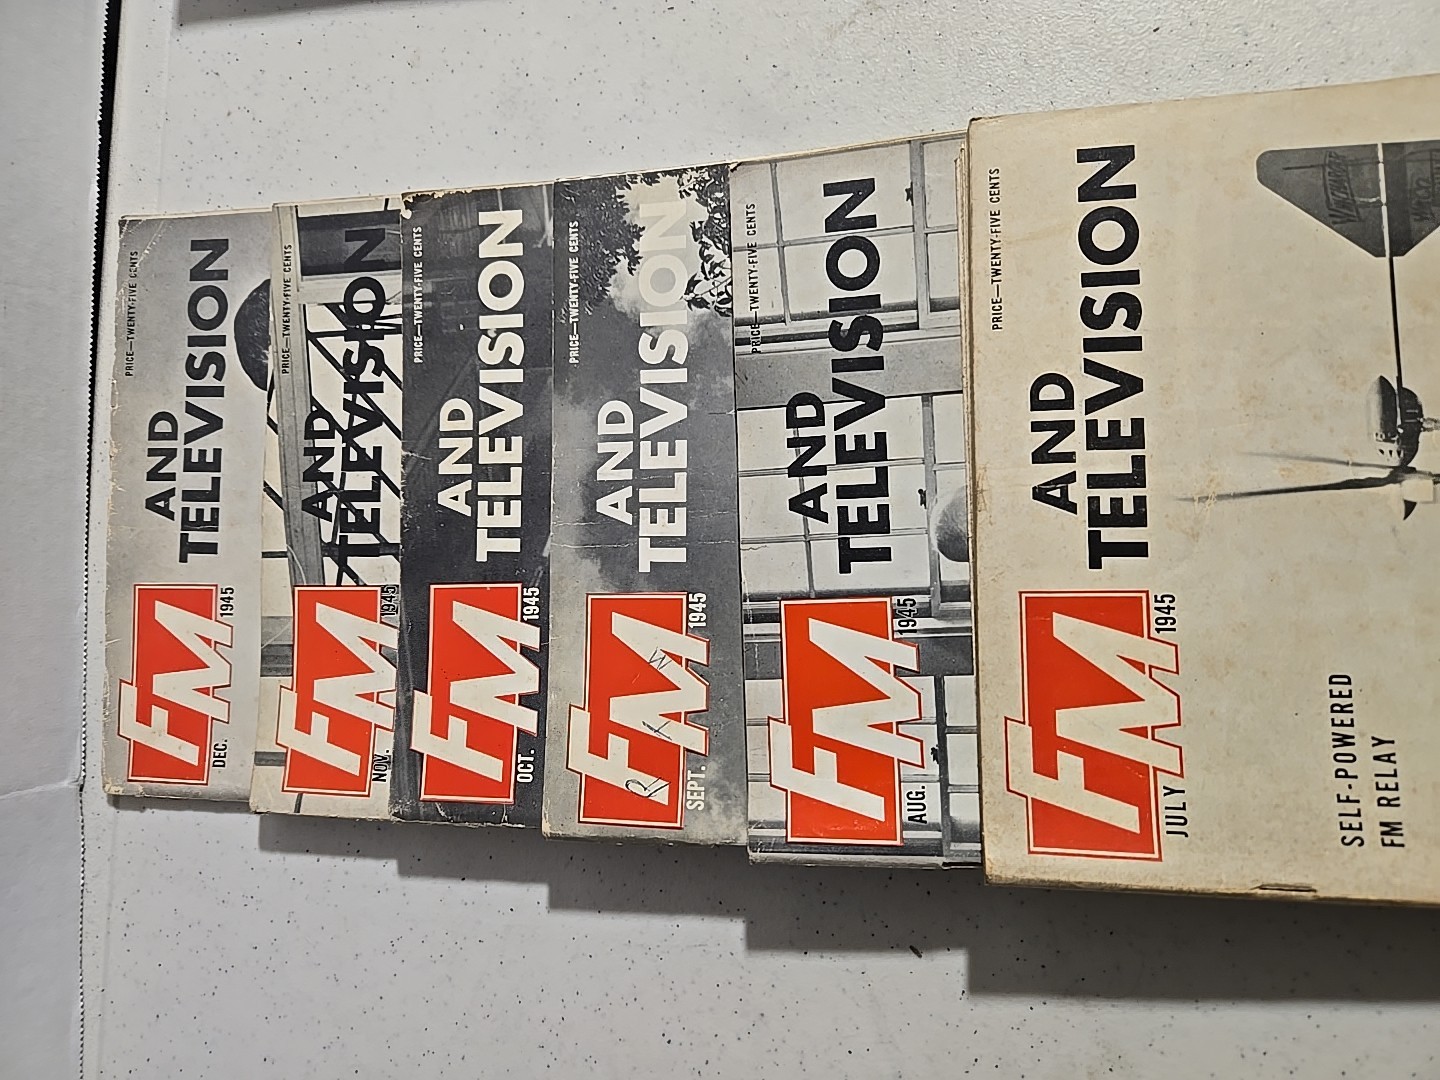 PRICE—TWENTY-FIVE CENTS
FM AND
TELEVISION
DEC. 1945
PRICE—TWENTY-FIVE CENTS
FM AND
TELEVISION
NOV. 1945
PRICE—TWENTY-FIVE CENTS
FM AND
TELEVISION
OCT. 1945
PRICE—TWENTY-FIVE CENTS
FM AND
TELEVISION
SEPT. 1945
PRICE—TWENTY-FIVE CENTS
FM AND
TELEVISION
AUG. 1945
PRICE—TWENTY-FIVE CENTS
FM AND
TELEVISION
JULY 1945
SELF-POWERED
FM RELAY